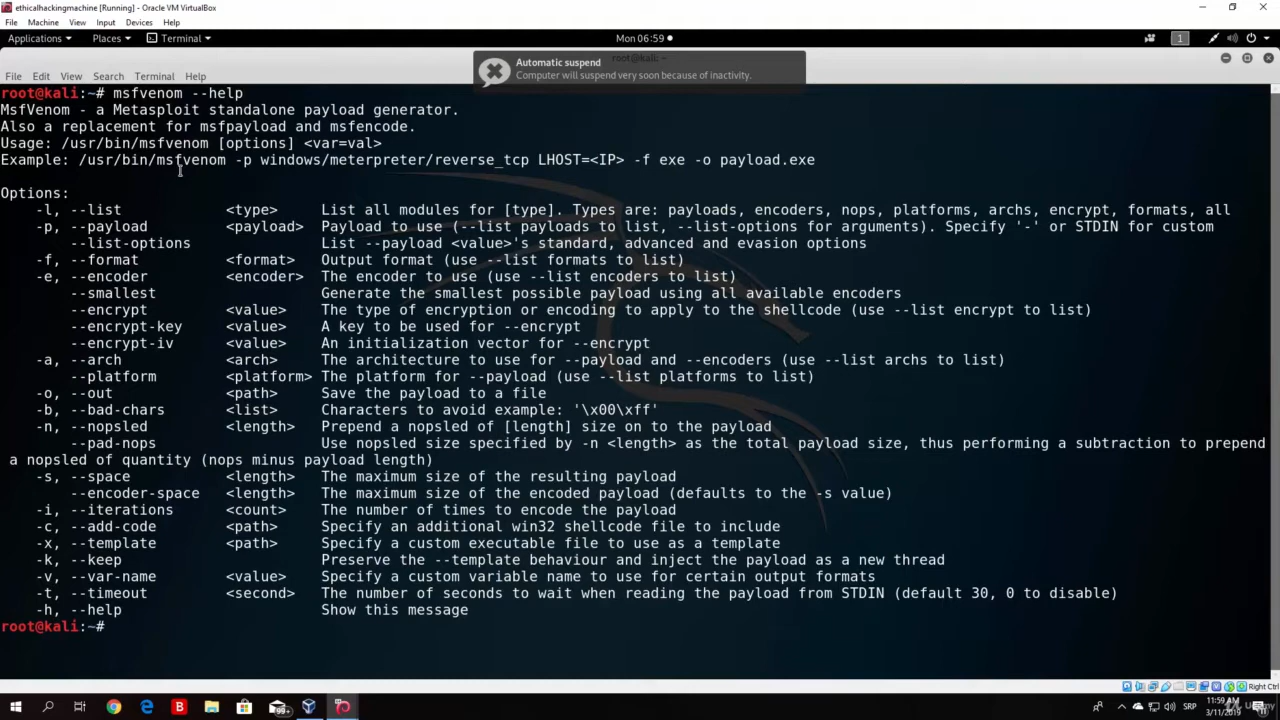 ethicalhackingmachine [Running] - Oracle VM VirtualBox
File Machine View Input Devices Help
Applications Places Terminal Mon 06:59 1
root@kali: ~
Automatic suspend
Computer will suspend very soon because of inactivity.
File Edit View Search Terminal Help
root@kali:~# msfvenom --help
MsfVenom - a Metasploit standalone payload generator.
Also a replacement for msfpayload and msfencode.
Usage: /usr/bin/msfvenom [options] <var=val>
Example: /usr/bin/msfvenom -p windows/meterpreter/reverse_tcp LHOST=<IP> -f exe -o payload.exe
Options:
-l, --list <type> List all modules for [type]. Types are: payloads, encoders, nops, platforms, archs, encrypt, formats, all
-p, --payload <payload> Payload to use (--list payloads to list, --list-options for arguments). Specify '-' or STDIN for custom
--list-options List --payload <value>'s standard, advanced and evasion options
-f, --format <format> Output format (use --list formats to list)
-e, --encoder <encoder> The encoder to use (use --list encoders to list)
--smallest Generate the smallest possible payload using all available encoders
--encrypt <value> The type of encryption or encoding to apply to the shellcode (use --list encrypt to list)
--encrypt-key <value> A key to be used for --encrypt
--encrypt-iv <value> An initialization vector for --encrypt
-a, --arch <arch> The architecture to use for --payload and --encoders (use --list archs to list)
--platform <platform> The platform for --payload (use --list platforms to list)
-o, --out <path> Save the payload to a file
-b, --bad-chars <list> Characters to avoid example: '\x00\xff'
-n, --nopsled <length> Prepend a nopsled of [length] size on to the payload
--pad-nops Use nopsled size specified by -n <length> as the total payload size, thus performing a subtraction to prepend
a nopsled of quantity (nops minus payload length)
-s, --space <length> The maximum size of the resulting payload
--encoder-space <length> The maximum size of the encoded payload (defaults to the -s value)
-i, --iterations <count> The number of times to encode the payload
-c, --add-code <path> Specify an additional win32 shellcode file to include
-x, --template <path> Specify a custom executable file to use as a template
-k, --keep Preserve the --template behaviour and inject the payload as a new thread
-v, --var-name <value> Specify a custom variable name to use for certain output formats
-t, --timeout <second> The number of seconds to wait when reading the payload from STDIN (default 30, 0 to disable)
-h, --help Show this message
root@kali:~#
Right Ctrl
B 99+ SRP 11:59 AM
3/11/2019
Udemy